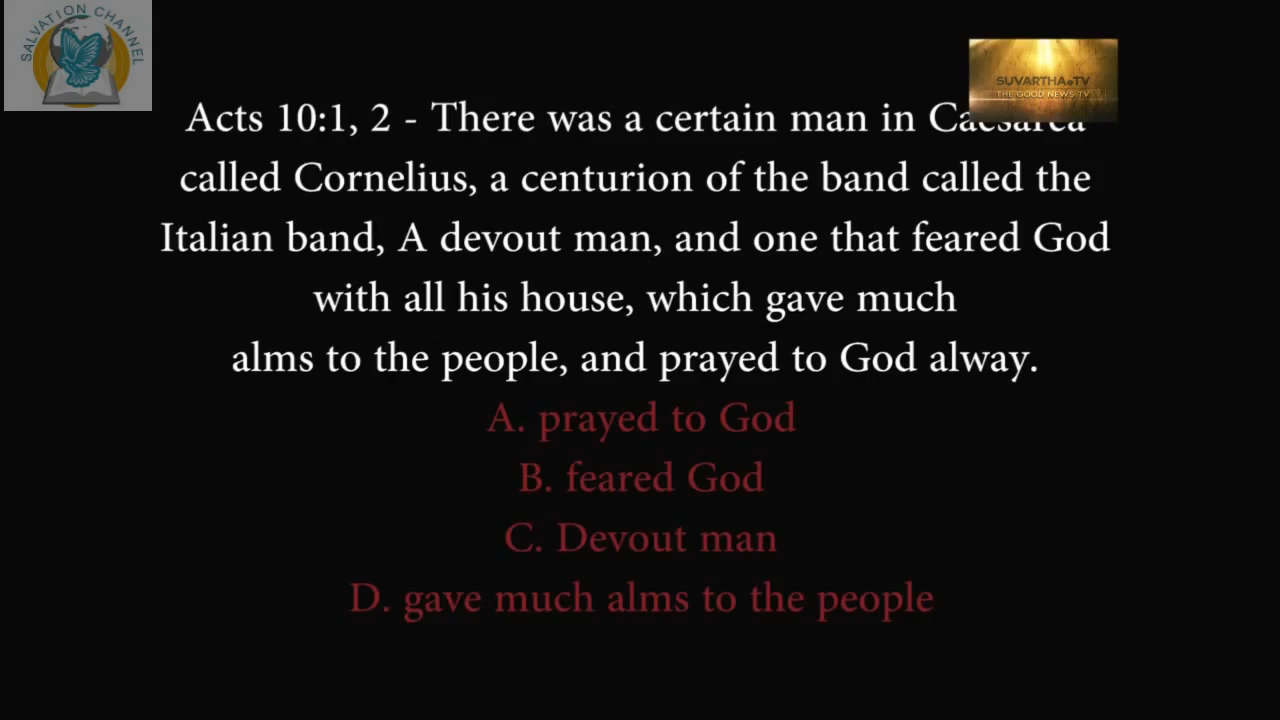 SALVATION CHANNEL
SUVARTHA TV
THE GOOD NEWS TV
Acts 10:1, 2 - There was a certain man in Caesarea
called Cornelius, a centurion of the band called the
Italian band, A devout man, and one that feared God
with all his house, which gave much
alms to the people, and prayed to God alway.
A. prayed to God
B. feared God
C. Devout man
D. gave much alms to the people